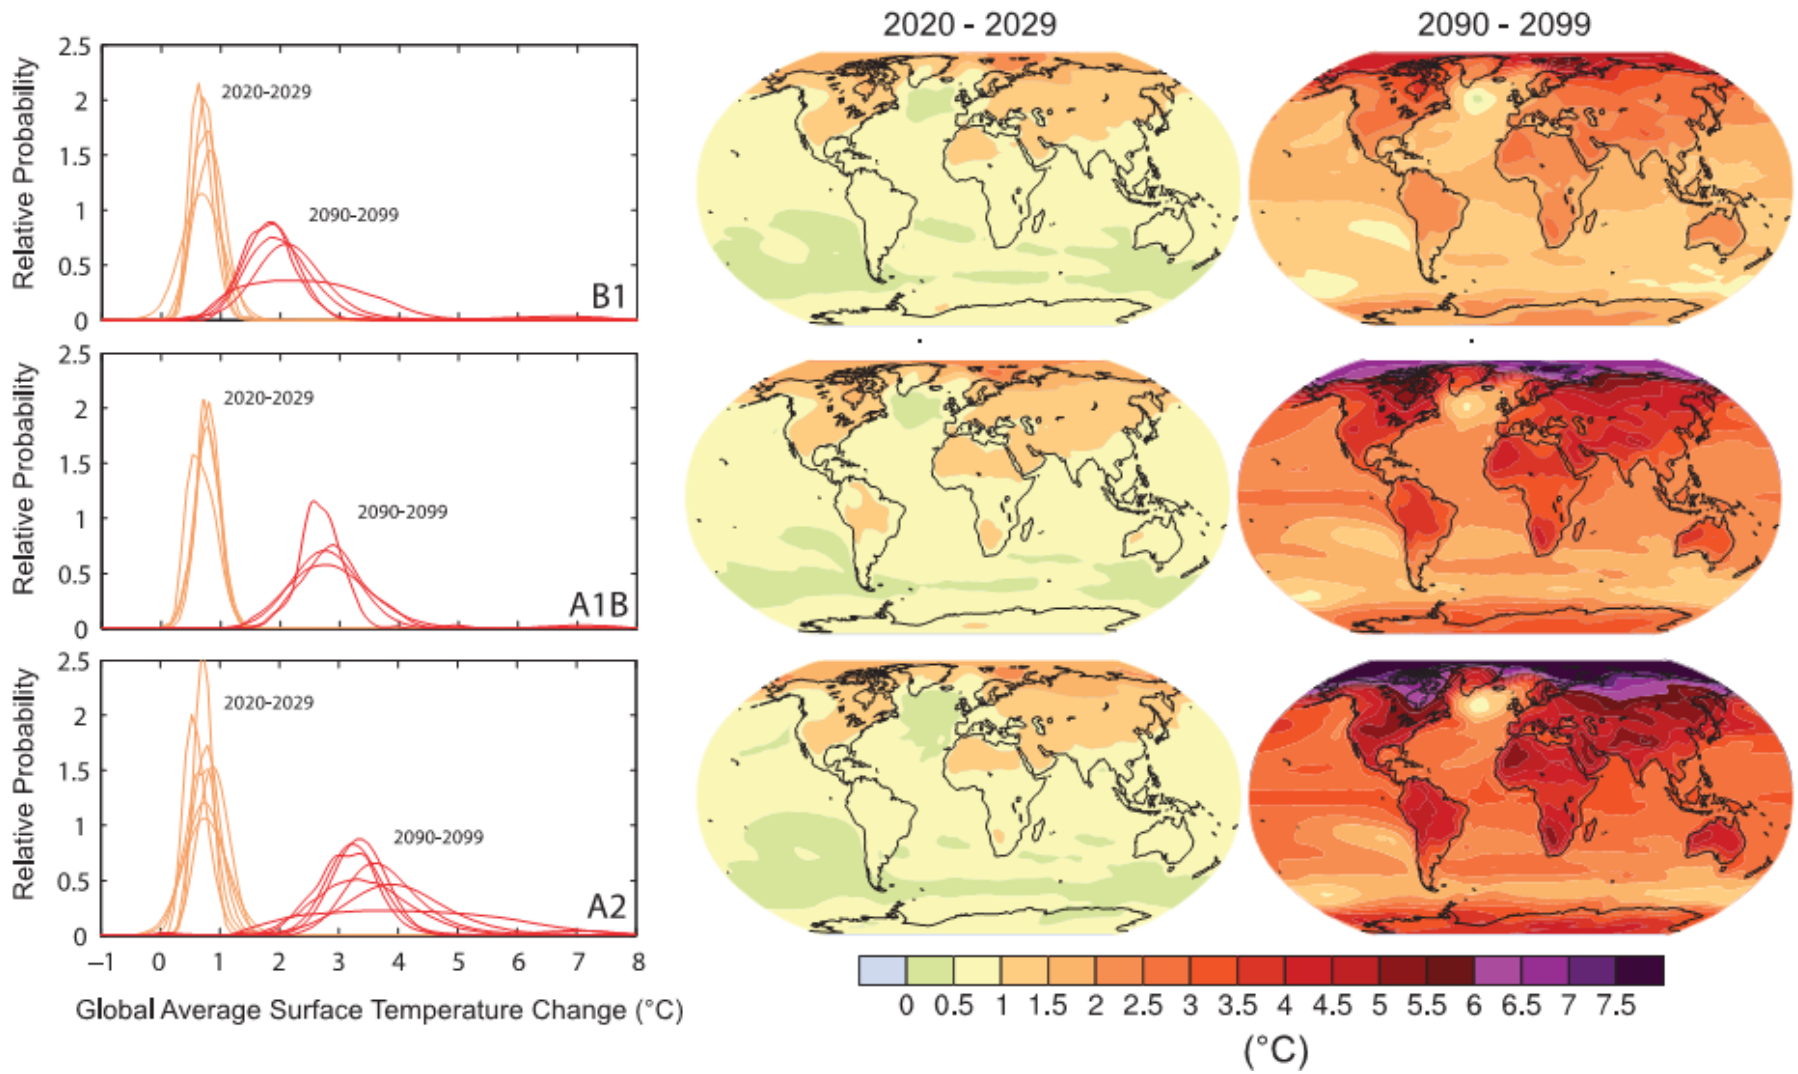 2020 - 2029
2090 - 2099
Relative Probability
2.5
2
1.5
1
0.5
0
2020-2029
2090-2099
B1
Relative Probability
2.5
2
1.5
1
0.5
0
2020-2029
2090-2099
A1B
Relative Probability
2.5
2
1.5
1
0.5
0
2020-2029
2090-2099
A2
−1 0 1 2 3 4 5 6 7 8
Global Average Surface Temperature Change (°C)
0 0.5 1 1.5 2 2.5 3 3.5 4 4.5 5 5.5 6 6.5 7 7.5
(°C)